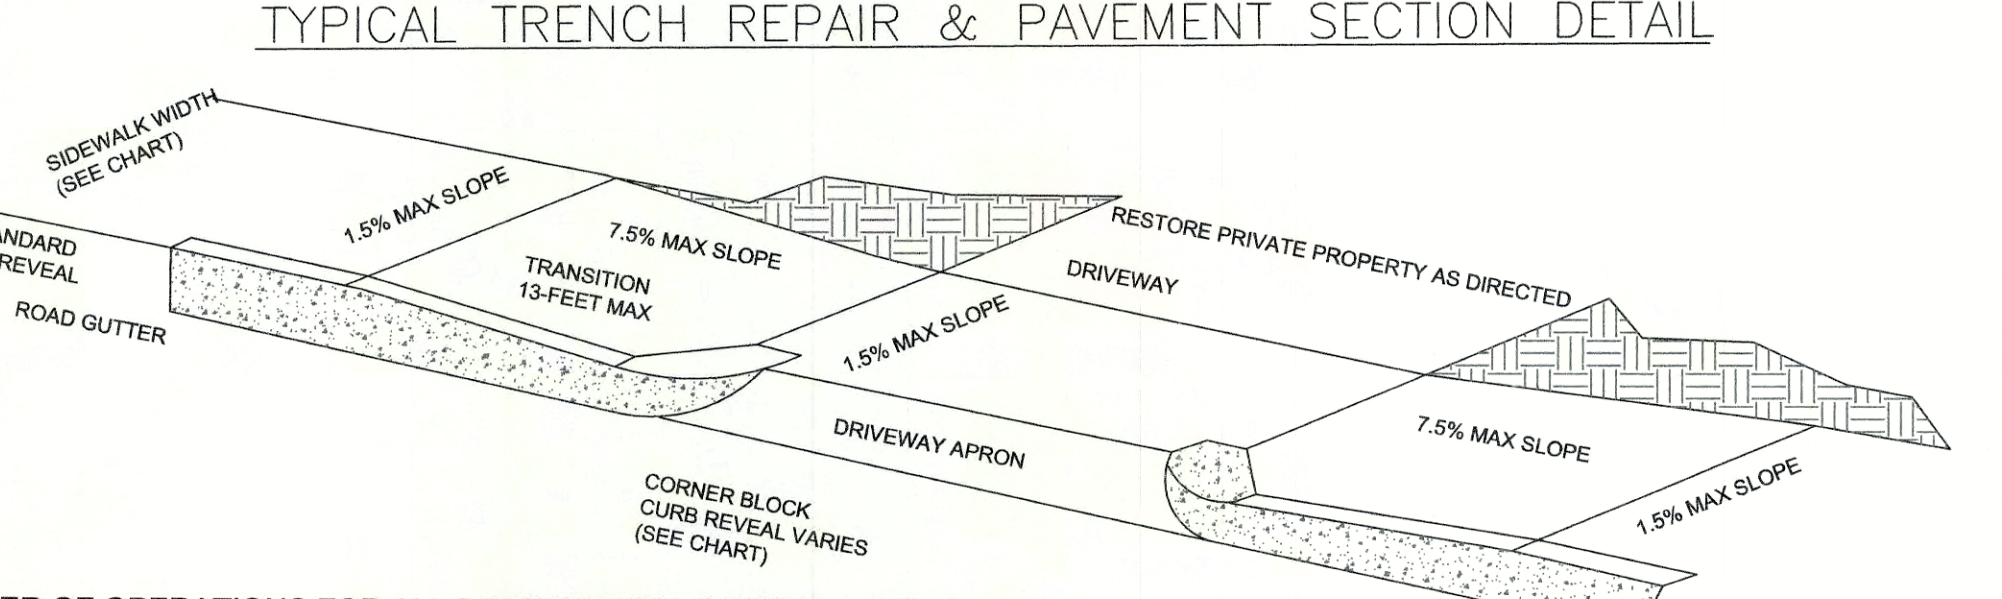 TYPICAL TRENCH REPAIR & PAVEMENT SECTION DETAIL
SIDEWALK WIDTH
(SEE CHART)
1.5% MAX SLOPE
7.5% MAX SLOPE
TRANSITION
13-FEET MAX
RESTORE PRIVATE PROPERTY AS DIRECTED
DRIVEWAY
REVEAL
ROAD GUTTER
1.5% MAX SLOPE
DRIVEWAY APRON
7.5% MAX SLOPE
1.5% MAX SLOPE
CORNER BLOCK
CURB REVEAL VARIES
(SEE CHART)